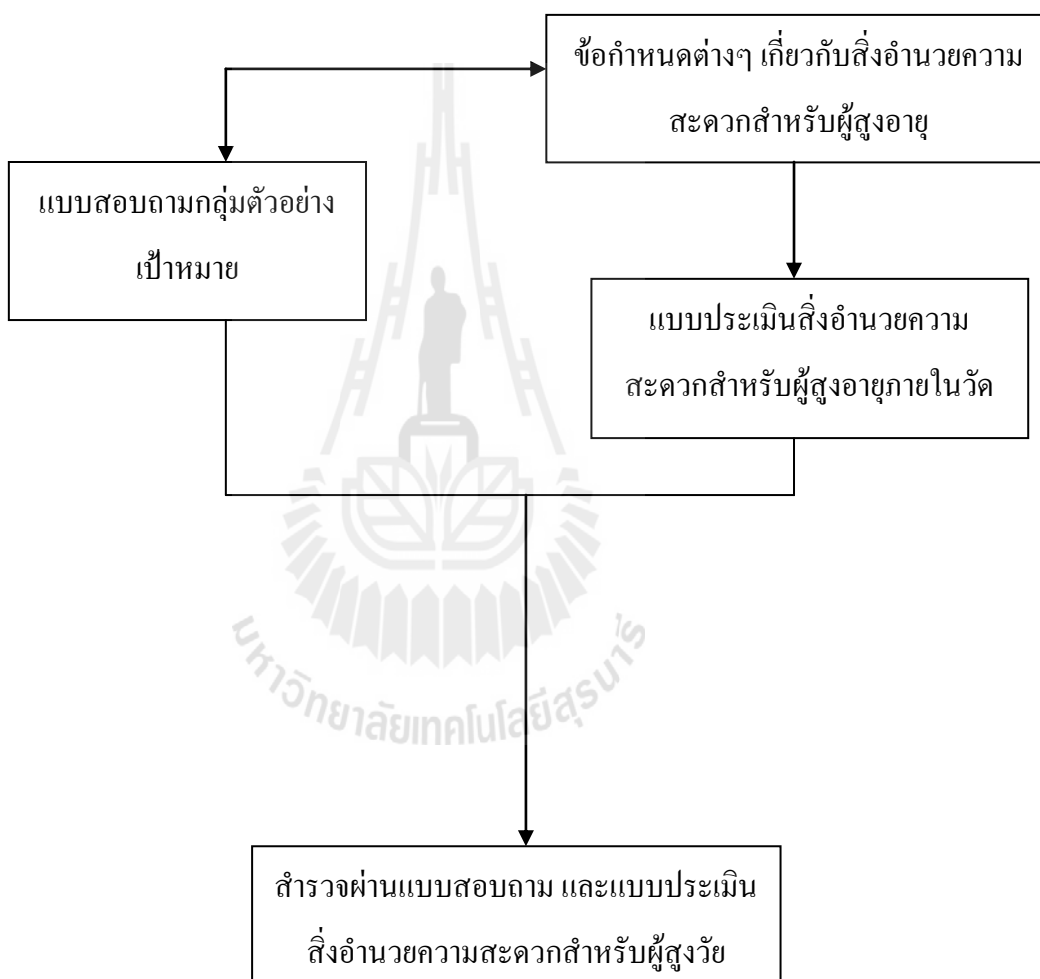 ข้อกำหนดต่างๆ เกี่ยวกับสิ่งอำนวยความ
สะดวกสำหรับผู้สูงอายุ
แบบสอบถามกลุ่มตัวอย่าง
เป้าหมาย
แบบประเมินสิ่งอำนวยความ
สะดวกสำหรับผู้สูงอายุภายในวัด
มหาวิทยาลัยเทคโนโลยีสุรนารี
สำรวจผ่านแบบสอบถาม และแบบประเมิน
สิ่งอำนวยความสะดวกสำหรับผู้สูงวัย